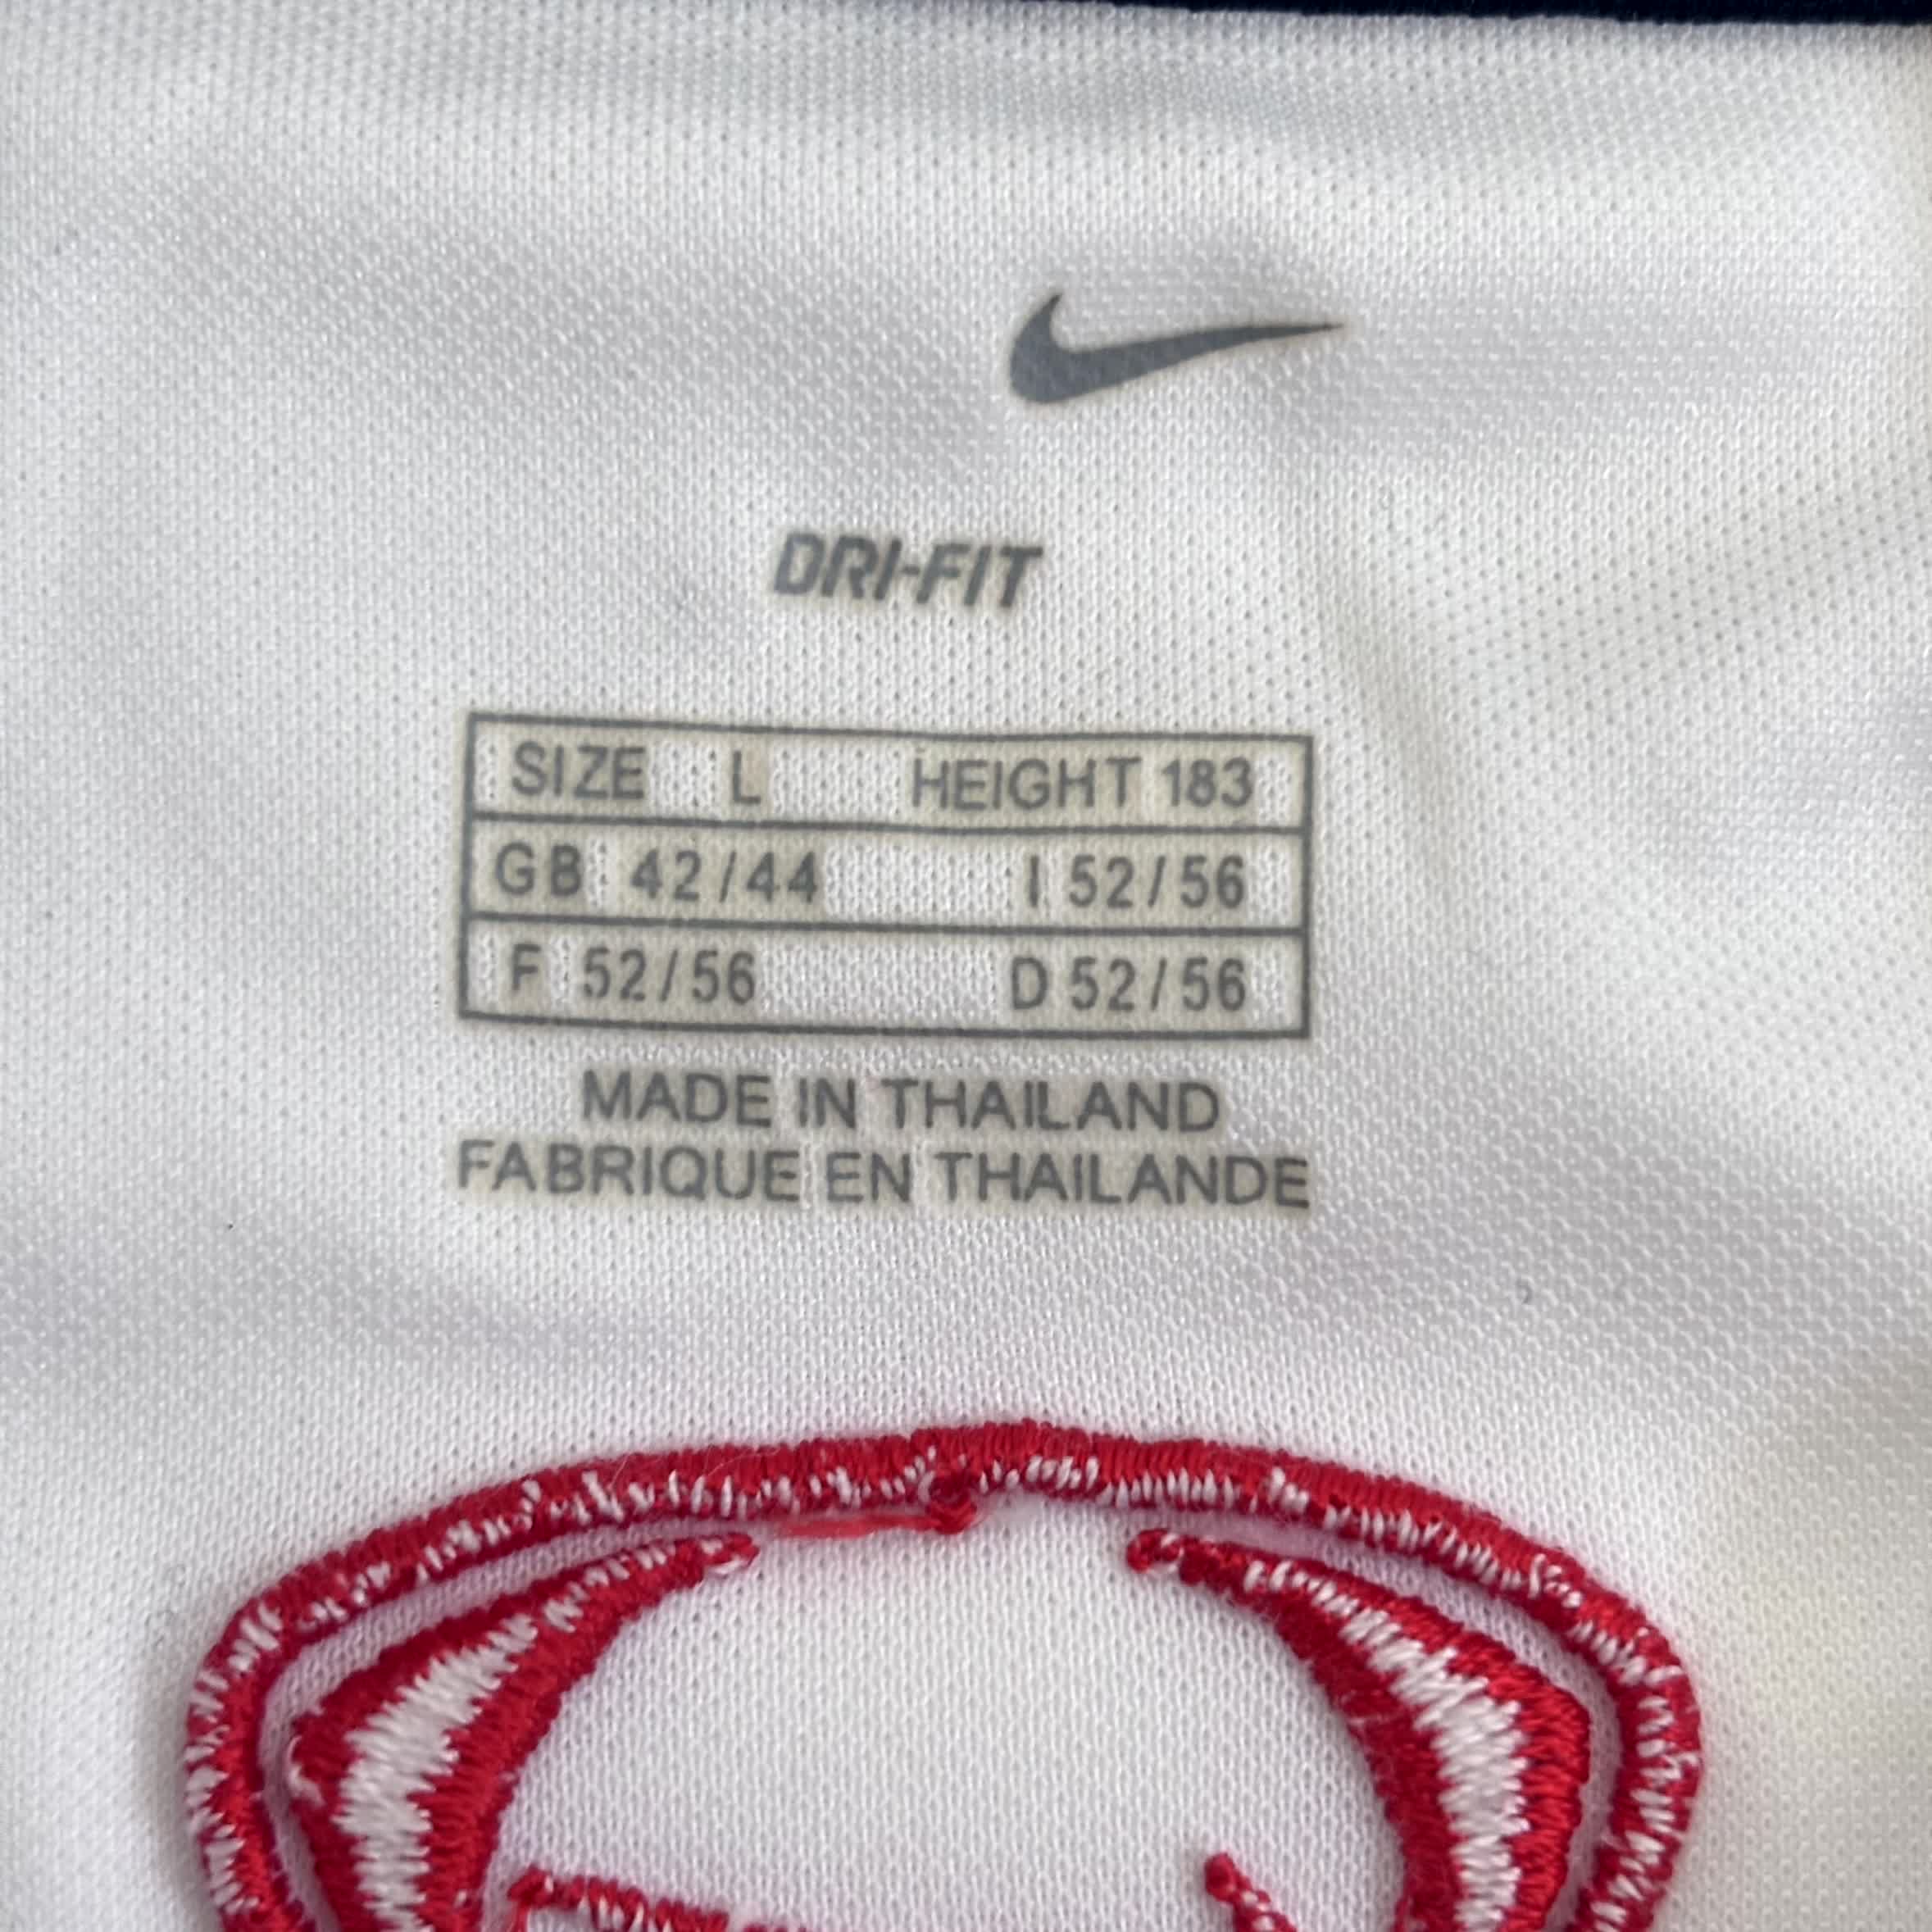 DRI-FIT
SIZE L HEIGHT 183
GB 42/44 I 52/56
F 52/56 D 52/56
MADE IN THAILAND
FABRIQUE EN THAILANDE